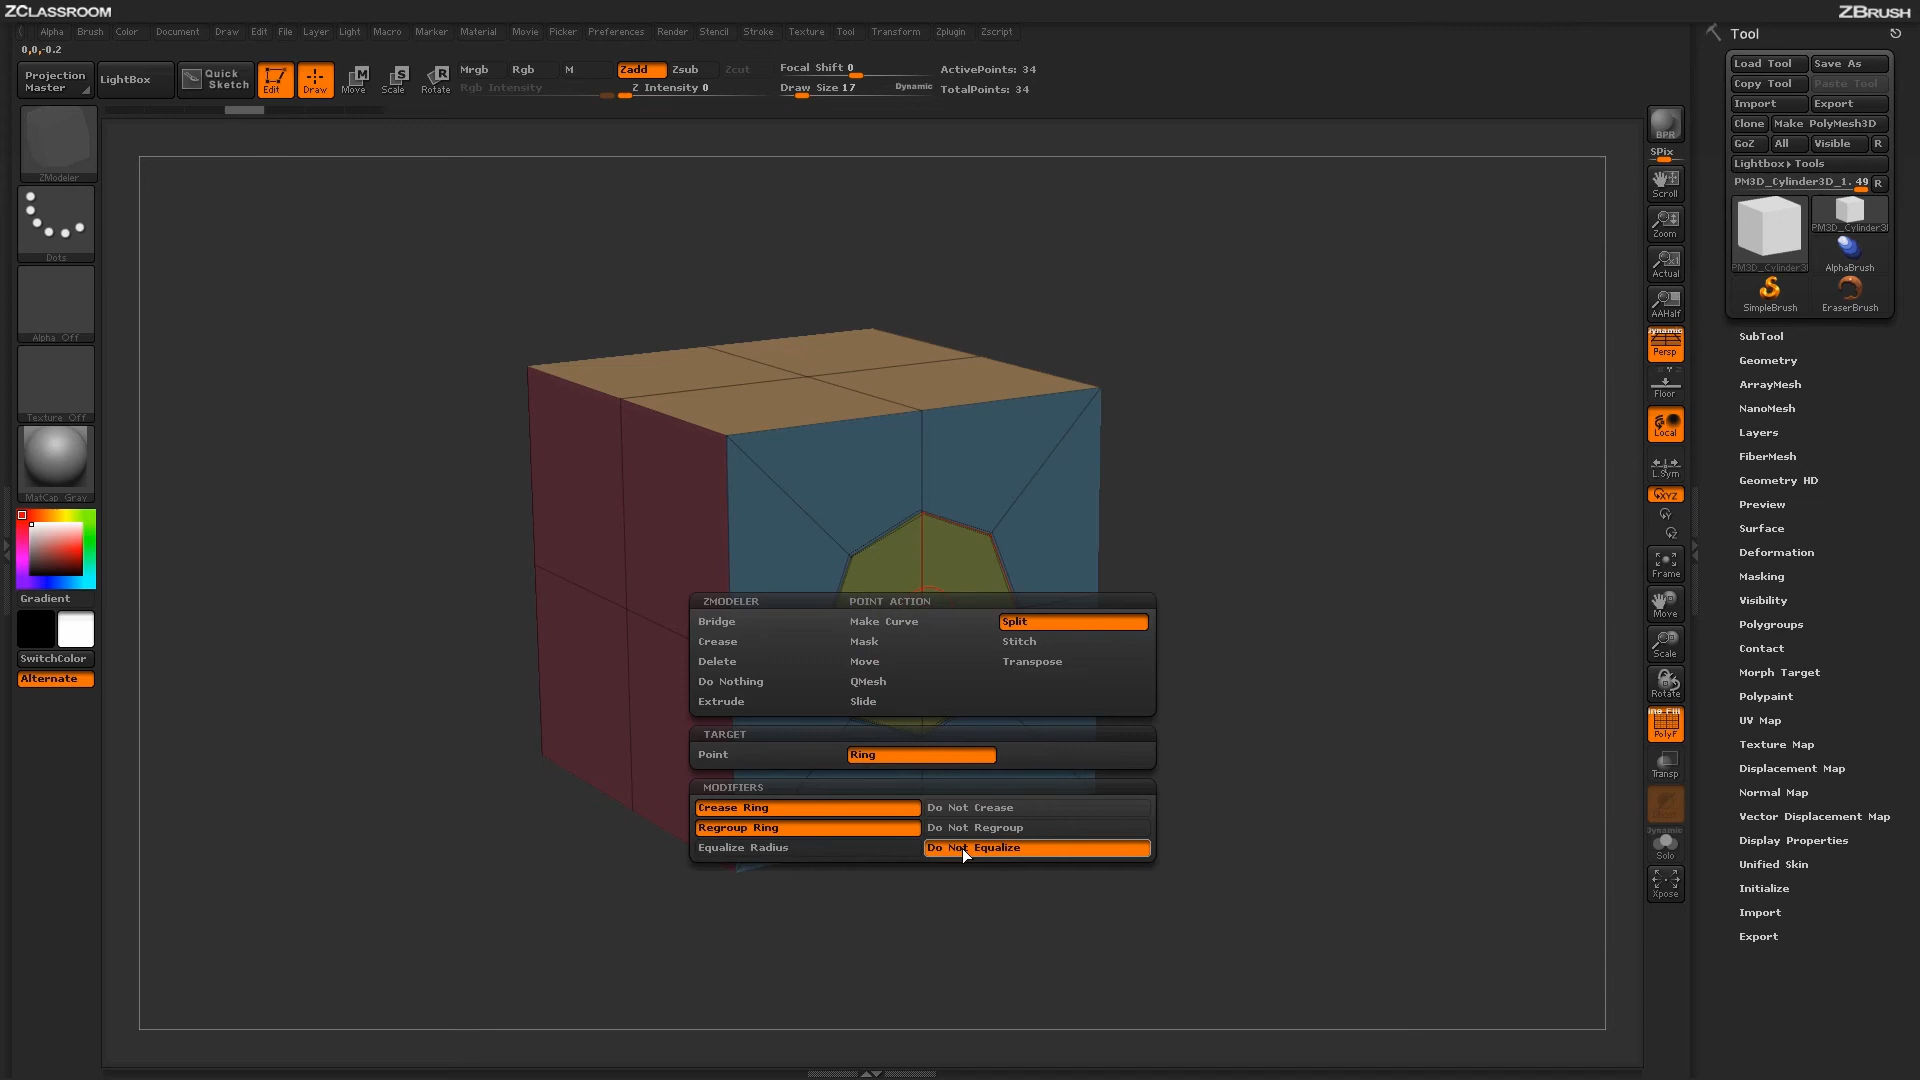 ZCLASSROOM
ZBRUSH
Alpha Brush Color Document Draw Edit File Layer Light Macro Marker Material Movie Picker Preferences Render Stencil Stroke Texture Tool Transform Zplugin Zscript
0,0,-0.2
Projection Master
LightBox
Quick Sketch
Edit
Draw
Move
Scale
Rotate
Mrgb Rgb M
Rgb Intensity
Zadd Zsub Zcut
Z Intensity 0
Focal Shift 0
Draw Size 17 Dynamic
ActivePoints: 34
TotalPoints: 34
ZModeler
Dots
Alpha Off
Texture Off
MatCap Gray
Gradient
SwitchColor
Alternate
ZMODELER POINT ACTION
Bridge Make Curve Split
Crease Mask Stitch
Delete Move Transpose
Do Nothing QMesh
Extrude Slide
TARGET
Point Ring
MODIFIERS
Crease Ring Do Not Crease
Regroup Ring Do Not Regroup
Equalize Radius Do Not Equalize
BPR
SPix
Scroll
Zoom
Actual
AAHalf
Dynamic
Persp
Floor
Local
L.Sym
XYZ
Y
Z
Frame
Move
Scale
Rotate
Line Fill
PolyF
Transp
Dynamic
Solo
Xpose
Tool
Load Tool Save As
Copy Tool Paste Tool
Import Export
Clone Make PolyMesh3D
GoZ All Visible R
Lightbox▸Tools
PM3D_Cylinder3D_1. 49 R
PM3D_Cylinder3D
PM3D_Cylinder3D
AlphaBrush
SimpleBrush
EraserBrush
SubTool
Geometry
ArrayMesh
NanoMesh
Layers
FiberMesh
Geometry HD
Preview
Surface
Deformation
Masking
Visibility
Polygroups
Contact
Morph Target
Polypaint
UV Map
Texture Map
Displacement Map
Normal Map
Vector Displacement Map
Display Properties
Unified Skin
Initialize
Import
Export